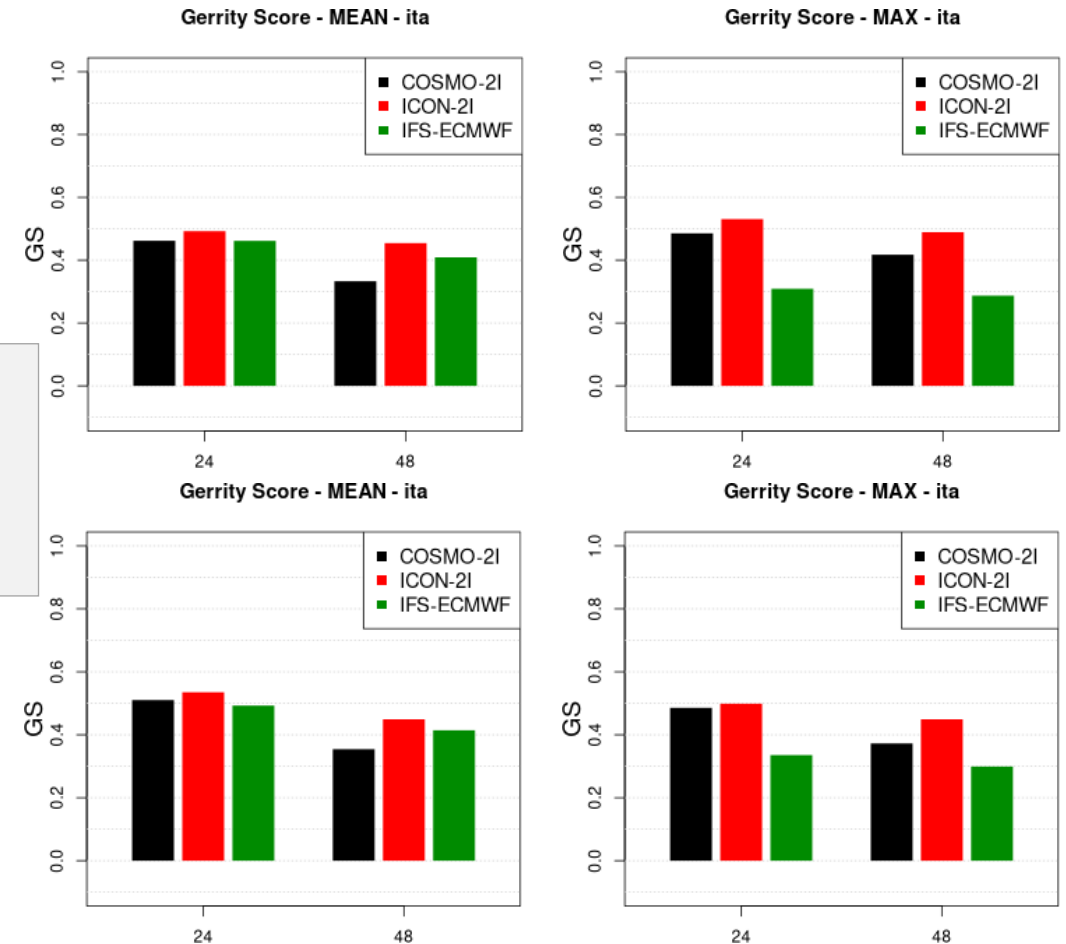 Gerrity Score - MEAN - ita
GS
1.0
0.8
0.6
0.4
0.2
0.0
COSMO-2I
ICON-2I
IFS-ECMWF
24 48
Gerrity Score - MAX - ita
GS
1.0
0.8
0.6
0.4
0.2
0.0
COSMO-2I
ICON-2I
IFS-ECMWF
24 48
Gerrity Score - MEAN - ita
GS
1.0
0.8
0.6
0.4
0.2
0.0
COSMO-2I
ICON-2I
IFS-ECMWF
24 48
Gerrity Score - MAX - ita
GS
1.0
0.8
0.6
0.4
0.2
0.0
COSMO-2I
ICON-2I
IFS-ECMWF
24 48